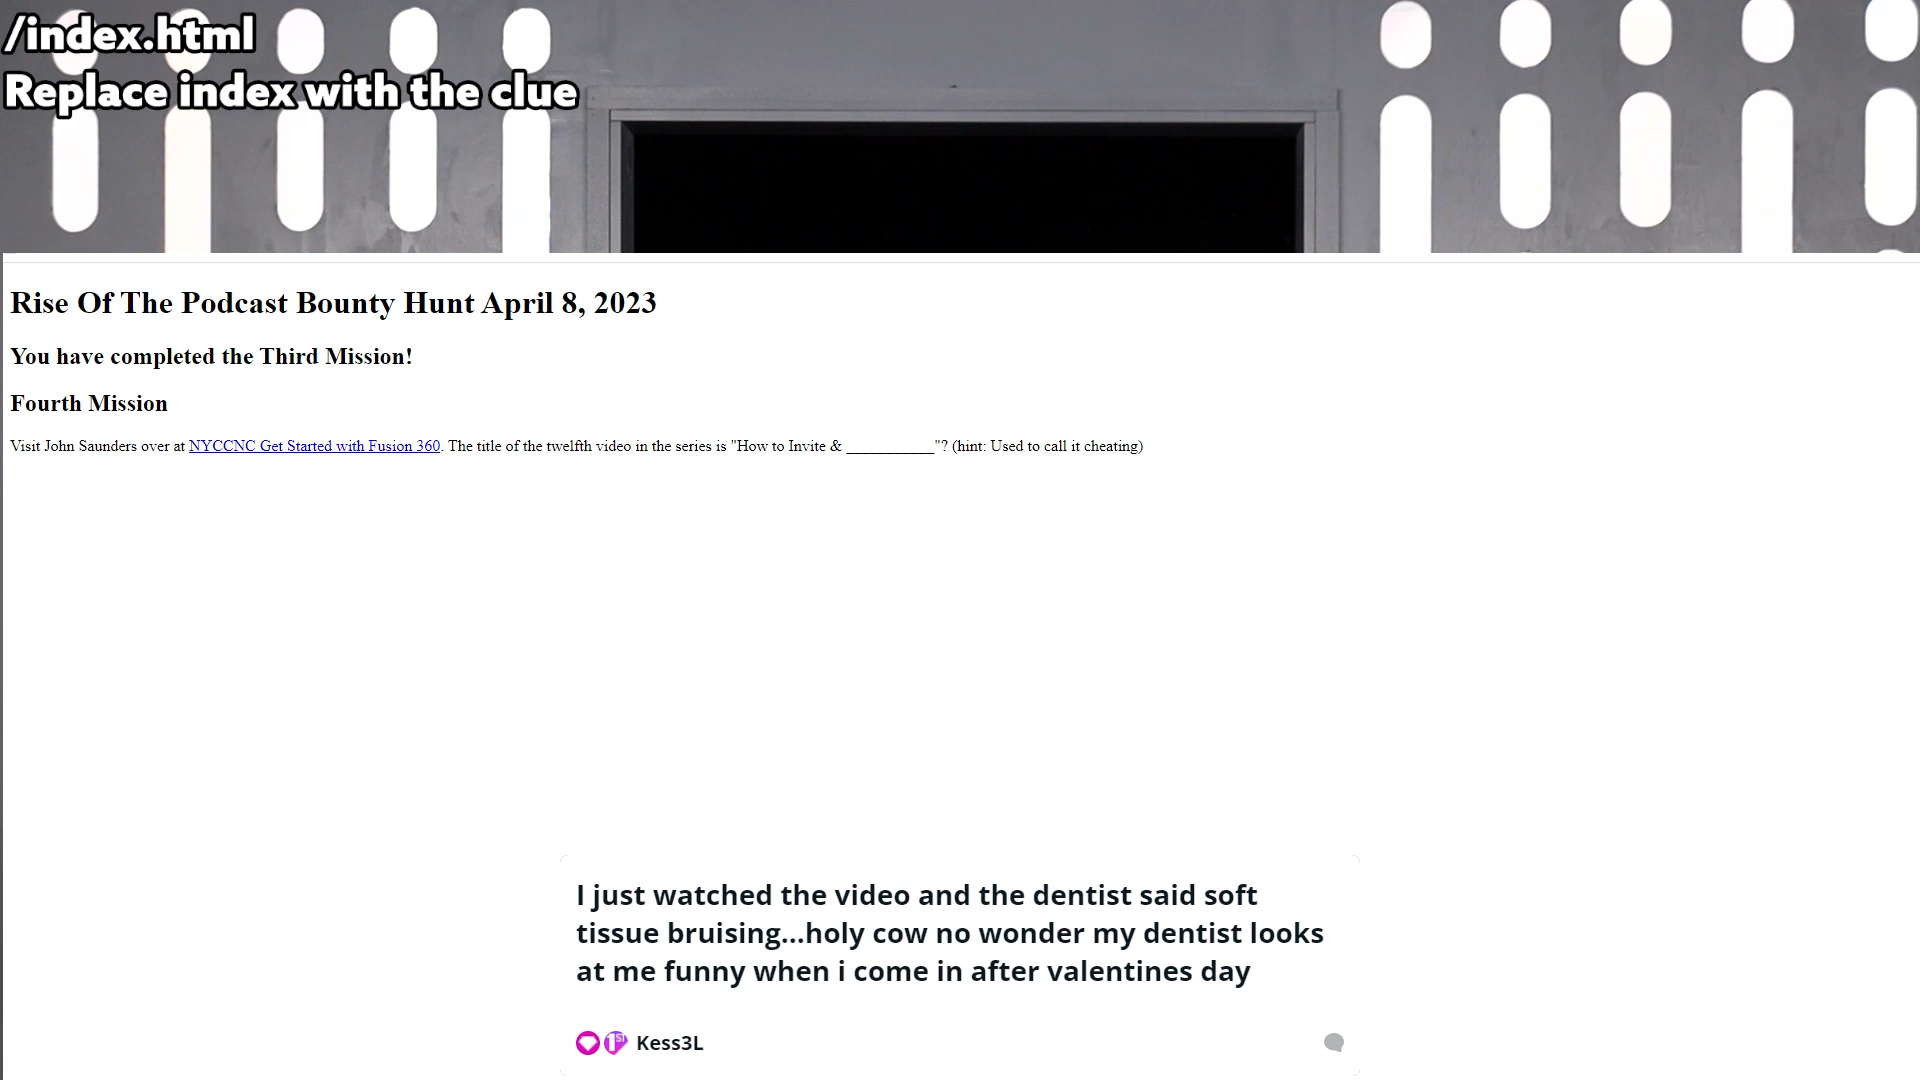 /index.html
Replace index with the clue
Rise Of The Podcast Bounty Hunt April 8, 2023
You have completed the Third Mission!
Fourth Mission
Visit John Saunders over at NYCCNC Get Started with Fusion 360. The title of the twelfth video in the series is "How to Invite & ___________"? (hint: Used to call it cheating)
I just watched the video and the dentist said soft
tissue bruising...holy cow no wonder my dentist looks
at me funny when i come in after valentines day
1ST Kess3L